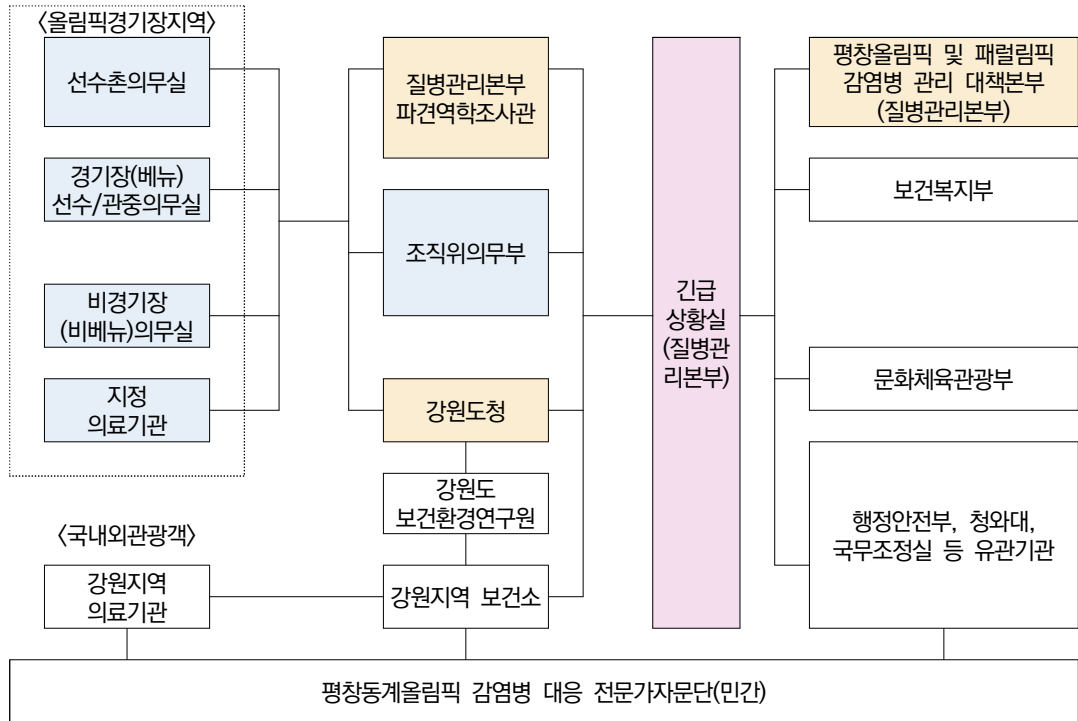 〈올림픽경기장지역〉
선수촌의무실
경기장(베뉴)
선수/관중의무실
비경기장
(비베뉴)의무실
지정
의료기관
〈국내외관광객〉
강원지역
의료기관
질병관리본부
파견역학조사관
조직위의무부
강원도청
강원도
보건환경연구원
강원지역 보건소
긴급
상황실
(질병관
리본부)
평창올림픽 및 패럴림픽
감염병 관리 대책본부
(질병관리본부)
보건복지부
문화체육관광부
행정안전부, 청와대,
국무조정실 등 유관기관
평창동계올림픽 감염병 대응 전문가자문단(민간)